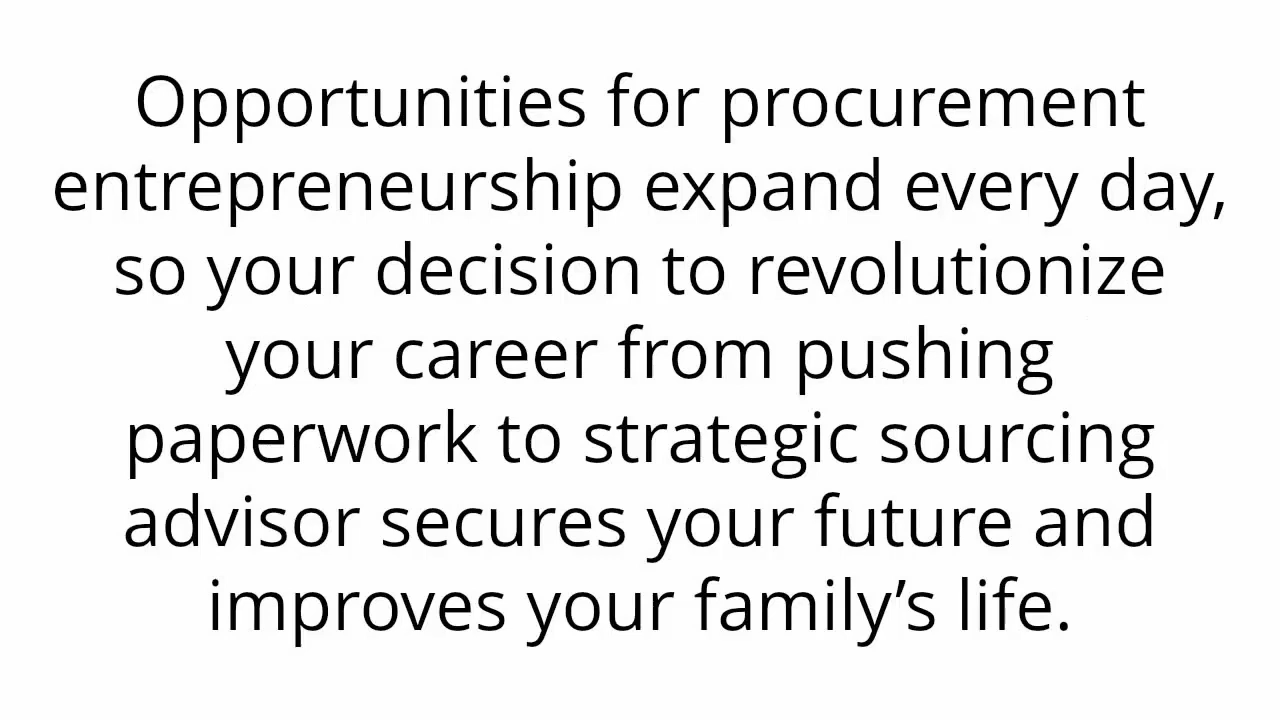 Opportunities for procurement
entrepreneurship expand every day,
so your decision to revolutionize
your career from pushing
paperwork to strategic sourcing
advisor secures your future and
improves your family’s life.